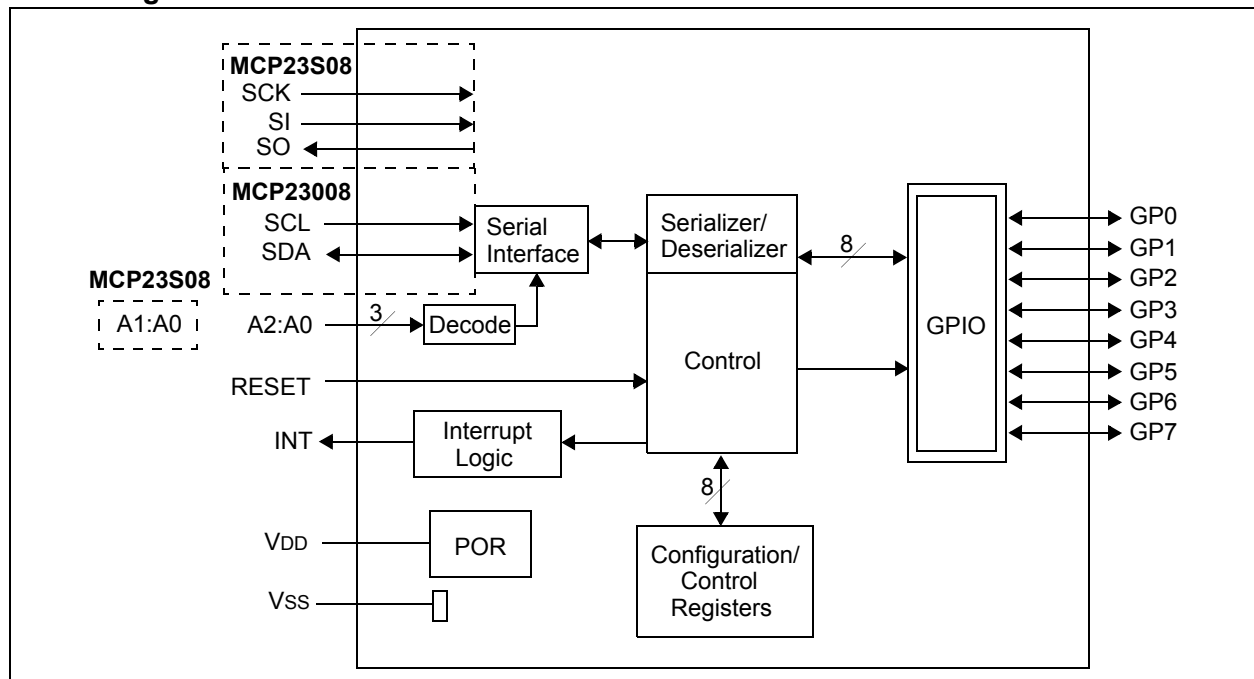 MCP23S08
SCK
SI
SO
MCP23008
SCL
SDA
Serial
Interface
Serializer/
Deserializer
8
GP0
GP1
GP2
GP3
GP4
GP5
GP6
GP7
MCP23S08
A1:A0
A2:A0
3
Decode
Control
GPIO
RESET
INT
Interrupt
Logic
8
VDD
POR
Configuration/
Control
Registers
VSS